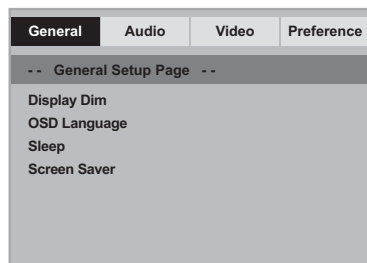 General Audio Video Preference
- - General Setup Page - -
Display Dim
OSD Language
Sleep
Screen Saver